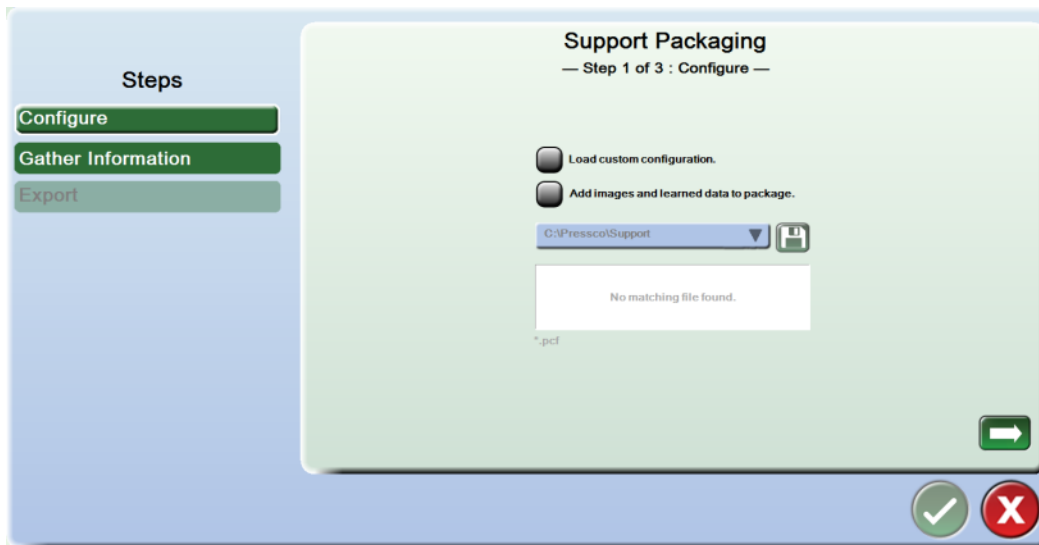 Steps
Configure
Gather Information
Export
Support Packaging
— Step 1 of 3 : Configure —
Load custom configuration.
Add images and learned data to package.
C:\Pressco\Support
No matching file found.
*.pcf